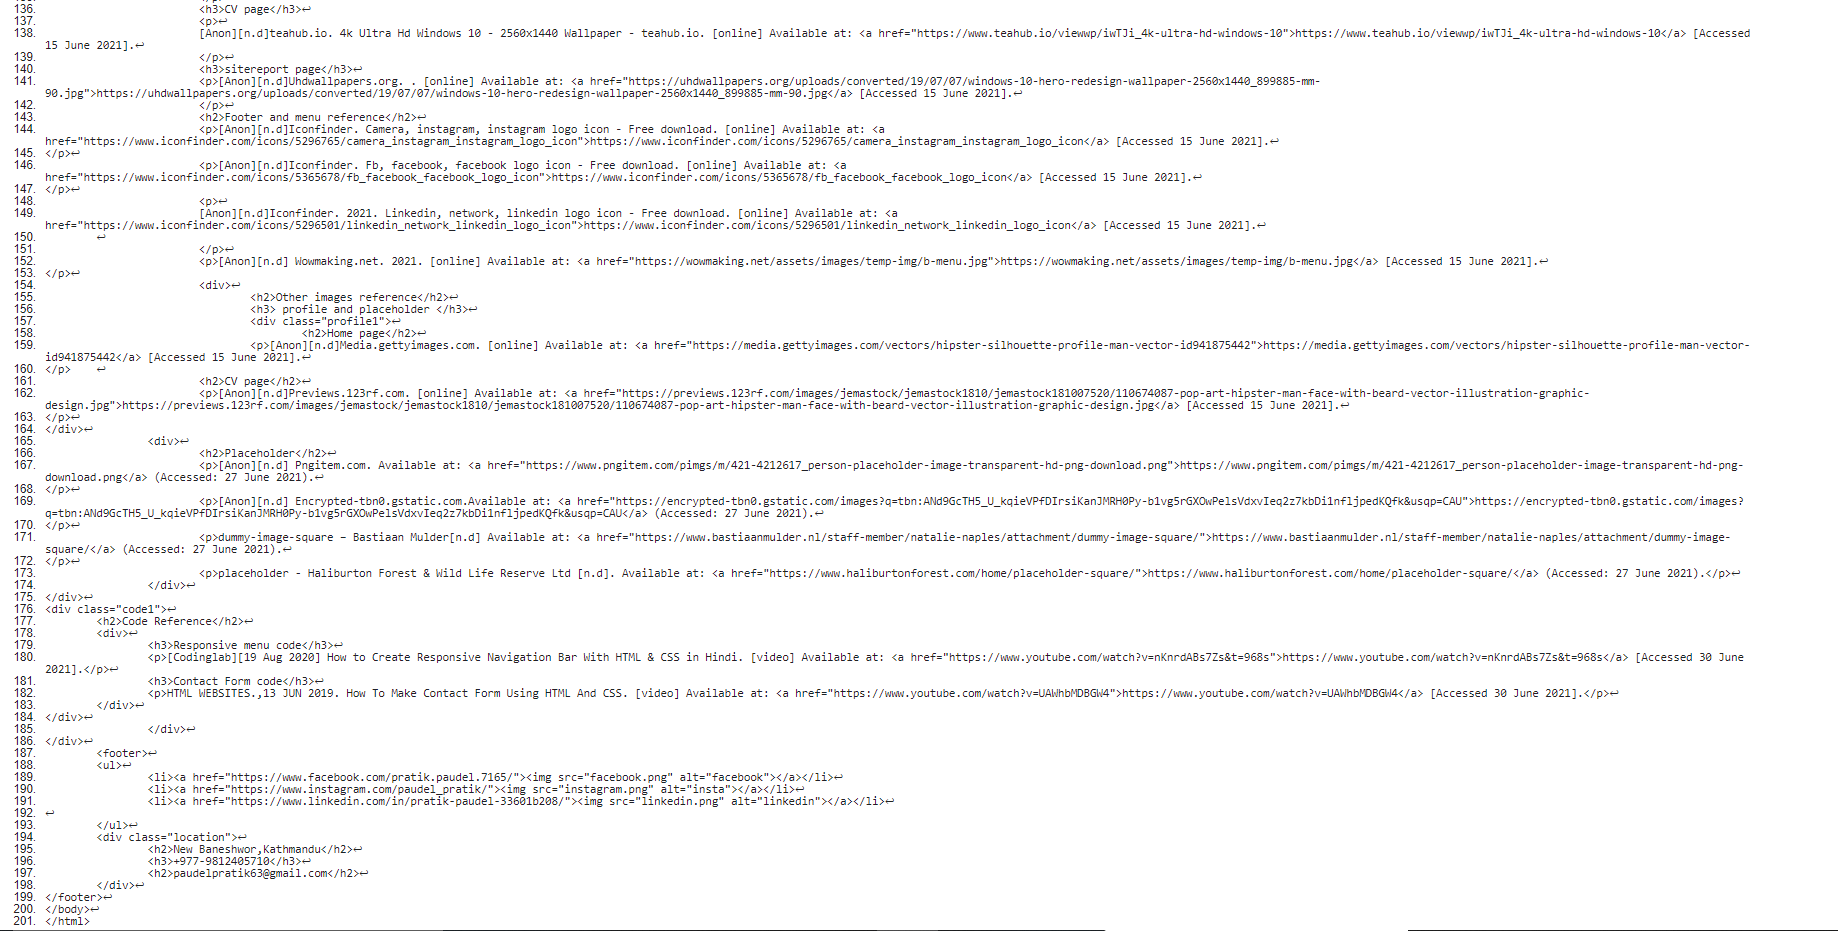 136. <h3>CV page</h3>↩
137. <p>↩
138. [Anon][n.d]teahub.io. 4k Ultra Hd Windows 10 - 2560x1440 Wallpaper - teahub.io. [online] Available at: <a href="https://www.teahub.io/viewwp/iwTJi_4k-ultra-hd-windows-10">https://www.teahub.io/viewwp/iwTJi_4k-ultra-hd-windows-10</a> [Accessed
15 June 2021].↩
139. </p>↩
140. <h3>sitereport page</h3>↩
141. <p>[Anon][n.d]Uhdwallpapers.org. . [online] Available at: <a href="https://uhdwallpapers.org/uploads/converted/19/07/07/windows-10-hero-redesign-wallpaper-2560x1440_899885-mm-
90.jpg">https://uhdwallpapers.org/uploads/converted/19/07/07/windows-10-hero-redesign-wallpaper-2560x1440_899885-mm-90.jpg</a> [Accessed 15 June 2021].↩
142. </p>↩
143. <h2>Footer and menu reference</h2>↩
144. <p>[Anon][n.d]Iconfinder. Camera, instagram, instagram logo icon - Free download. [online] Available at: <a
href="https://www.iconfinder.com/icons/5296765/camera_instagram_instagram_logo_icon">https://www.iconfinder.com/icons/5296765/camera_instagram_instagram_logo_icon</a> [Accessed 15 June 2021].↩
145. </p>↩
146. <p>[Anon][n.d]Iconfinder. Fb, facebook, facebook logo icon - Free download. [online] Available at: <a
href="https://www.iconfinder.com/icons/5365678/fb_facebook_facebook_logo_icon">https://www.iconfinder.com/icons/5365678/fb_facebook_facebook_logo_icon</a> [Accessed 15 June 2021].↩
147. </p>↩
148. <p>↩
149. [Anon][n.d]Iconfinder. 2021. Linkedin, network, linkedin logo icon - Free download. [online] Available at: <a
href="https://www.iconfinder.com/icons/5296501/linkedin_network_linkedin_logo_icon">https://www.iconfinder.com/icons/5296501/linkedin_network_linkedin_logo_icon</a> [Accessed 15 June 2021].↩
150. ↩
151. </p>↩
152. <p>[Anon][n.d] Wowmaking.net. 2021. [online] Available at: <a href="https://wowmaking.net/assets/images/temp-img/b-menu.jpg">https://wowmaking.net/assets/images/temp-img/b-menu.jpg</a> [Accessed 15 June 2021].↩
153. </p>↩
154. <div>↩
155. <h2>Other images reference</h2>↩
156. <h3> profile and placeholder </h3>↩
157. <div class="profile1">↩
158. <h2>Home page</h2>↩
159. <p>[Anon][n.d]Media.gettyimages.com. [online] Available at: <a href="https://media.gettyimages.com/vectors/hipster-silhouette-profile-man-vector-id941875442">https://media.gettyimages.com/vectors/hipster-silhouette-profile-man-vector-
id941875442</a> [Accessed 15 June 2021].↩
160. </p> ↩
161. <h2>CV page</h2>↩
162. <p>[Anon][n.d]Previews.123rf.com. [online] Available at: <a href="https://previews.123rf.com/images/jemastock/jemastock1810/jemastock181007520/110674087-pop-art-hipster-man-face-with-beard-vector-illustration-graphic-
design.jpg">https://previews.123rf.com/images/jemastock/jemastock1810/jemastock181007520/110674087-pop-art-hipster-man-face-with-beard-vector-illustration-graphic-design.jpg</a> [Accessed 15 June 2021].↩
163. </p>↩
164. </div>↩
165. <div>↩
166. <h2>Placeholder</h2>↩
167. <p>[Anon][n.d] Pngitem.com. Available at: <a href="https://www.pngitem.com/pimgs/m/421-4212617_person-placeholder-image-transparent-hd-png-download.png">https://www.pngitem.com/pimgs/m/421-4212617_person-placeholder-image-transparent-hd-png-
download.png</a> (Accessed: 27 June 2021).↩
168. </p>↩
169. <p>[Anon][n.d] Encrypted-tbn0.gstatic.com.Available at: <a href="https://encrypted-tbn0.gstatic.com/images?q=tbn:ANd9GcTH5_U_kqieVPfDIrsiKanJMRH0Py-b1vg5rGXOwPelsVdxvIeq2z7kbDi1nfljpedKQfk&usqp=CAU">https://encrypted-tbn0.gstatic.com/images?
q=tbn:ANd9GcTH5_U_kqieVPfDIrsiKanJMRH0Py-b1vg5rGXOwPelsVdxvIeq2z7kbDi1nfljpedKQfk&usqp=CAU</a> (Accessed: 27 June 2021).↩
170. </p>↩
171. <p>dummy-image-square – Bastiaan Mulder[n.d] Available at: <a href="https://www.bastiaanmulder.nl/staff-member/natalie-naples/attachment/dummy-image-square/">https://www.bastiaanmulder.nl/staff-member/natalie-naples/attachment/dummy-image-
square/</a> (Accessed: 27 June 2021).↩
172. </p>↩
173. <p>placeholder - Haliburton Forest & Wild Life Reserve Ltd [n.d]. Available at: <a href="https://www.haliburtonforest.com/home/placeholder-square/">https://www.haliburtonforest.com/home/placeholder-square/</a> (Accessed: 27 June 2021).</p>↩
174. </div>↩
175. </div>↩
176. <div class="code1">↩
177. <h2>Code Reference</h2>↩
178. <div>↩
179. <h3>Responsive menu code</h3>↩
180. <p>[Codinglab][19 Aug 2020] How to Create Responsive Navigation Bar With HTML & CSS in Hindi. [video] Available at: <a href="https://www.youtube.com/watch?v=nKnrdABs7Zs&t=968s">https://www.youtube.com/watch?v=nKnrdABs7Zs&t=968s</a> [Accessed 30 June
2021].</p>↩
181. <h3>Contact Form code</h3>↩
182. <p>HTML WEBSITES.,13 JUN 2019. How To Make Contact Form Using HTML And CSS. [video] Available at: <a href="https://www.youtube.com/watch?v=UAWhbMDBGW4">https://www.youtube.com/watch?v=UAWhbMDBGW4</a> [Accessed 30 June 2021].</p>↩
183. </div>↩
184. </div>↩
185. </div>↩
186. </div>↩
187. <footer>↩
188. <ul>↩
189. <li><a href="https://www.facebook.com/pratik.paudel.7165/"><img src="facebook.png" alt="facebook"></a></li>↩
190. <li><a href="https://www.instagram.com/paudel_pratik/"><img src="instagram.png" alt="insta"></a></li>↩
191. <li><a href="https://www.linkedin.com/in/pratik-paudel-33601b208/"><img src="linkedin.png" alt="linkedin"></a></li>↩
192. ↩
193. </ul>↩
194. <div class="location">↩
195. <h2>New Baneshwor,Kathmandu</h2>↩
196. <h3>+977-9812405710</h3>↩
197. <h2>paudelpratik63@gmail.com</h2>↩
198. </div>↩
199. </footer>↩
200. </body>↩
201. </html>